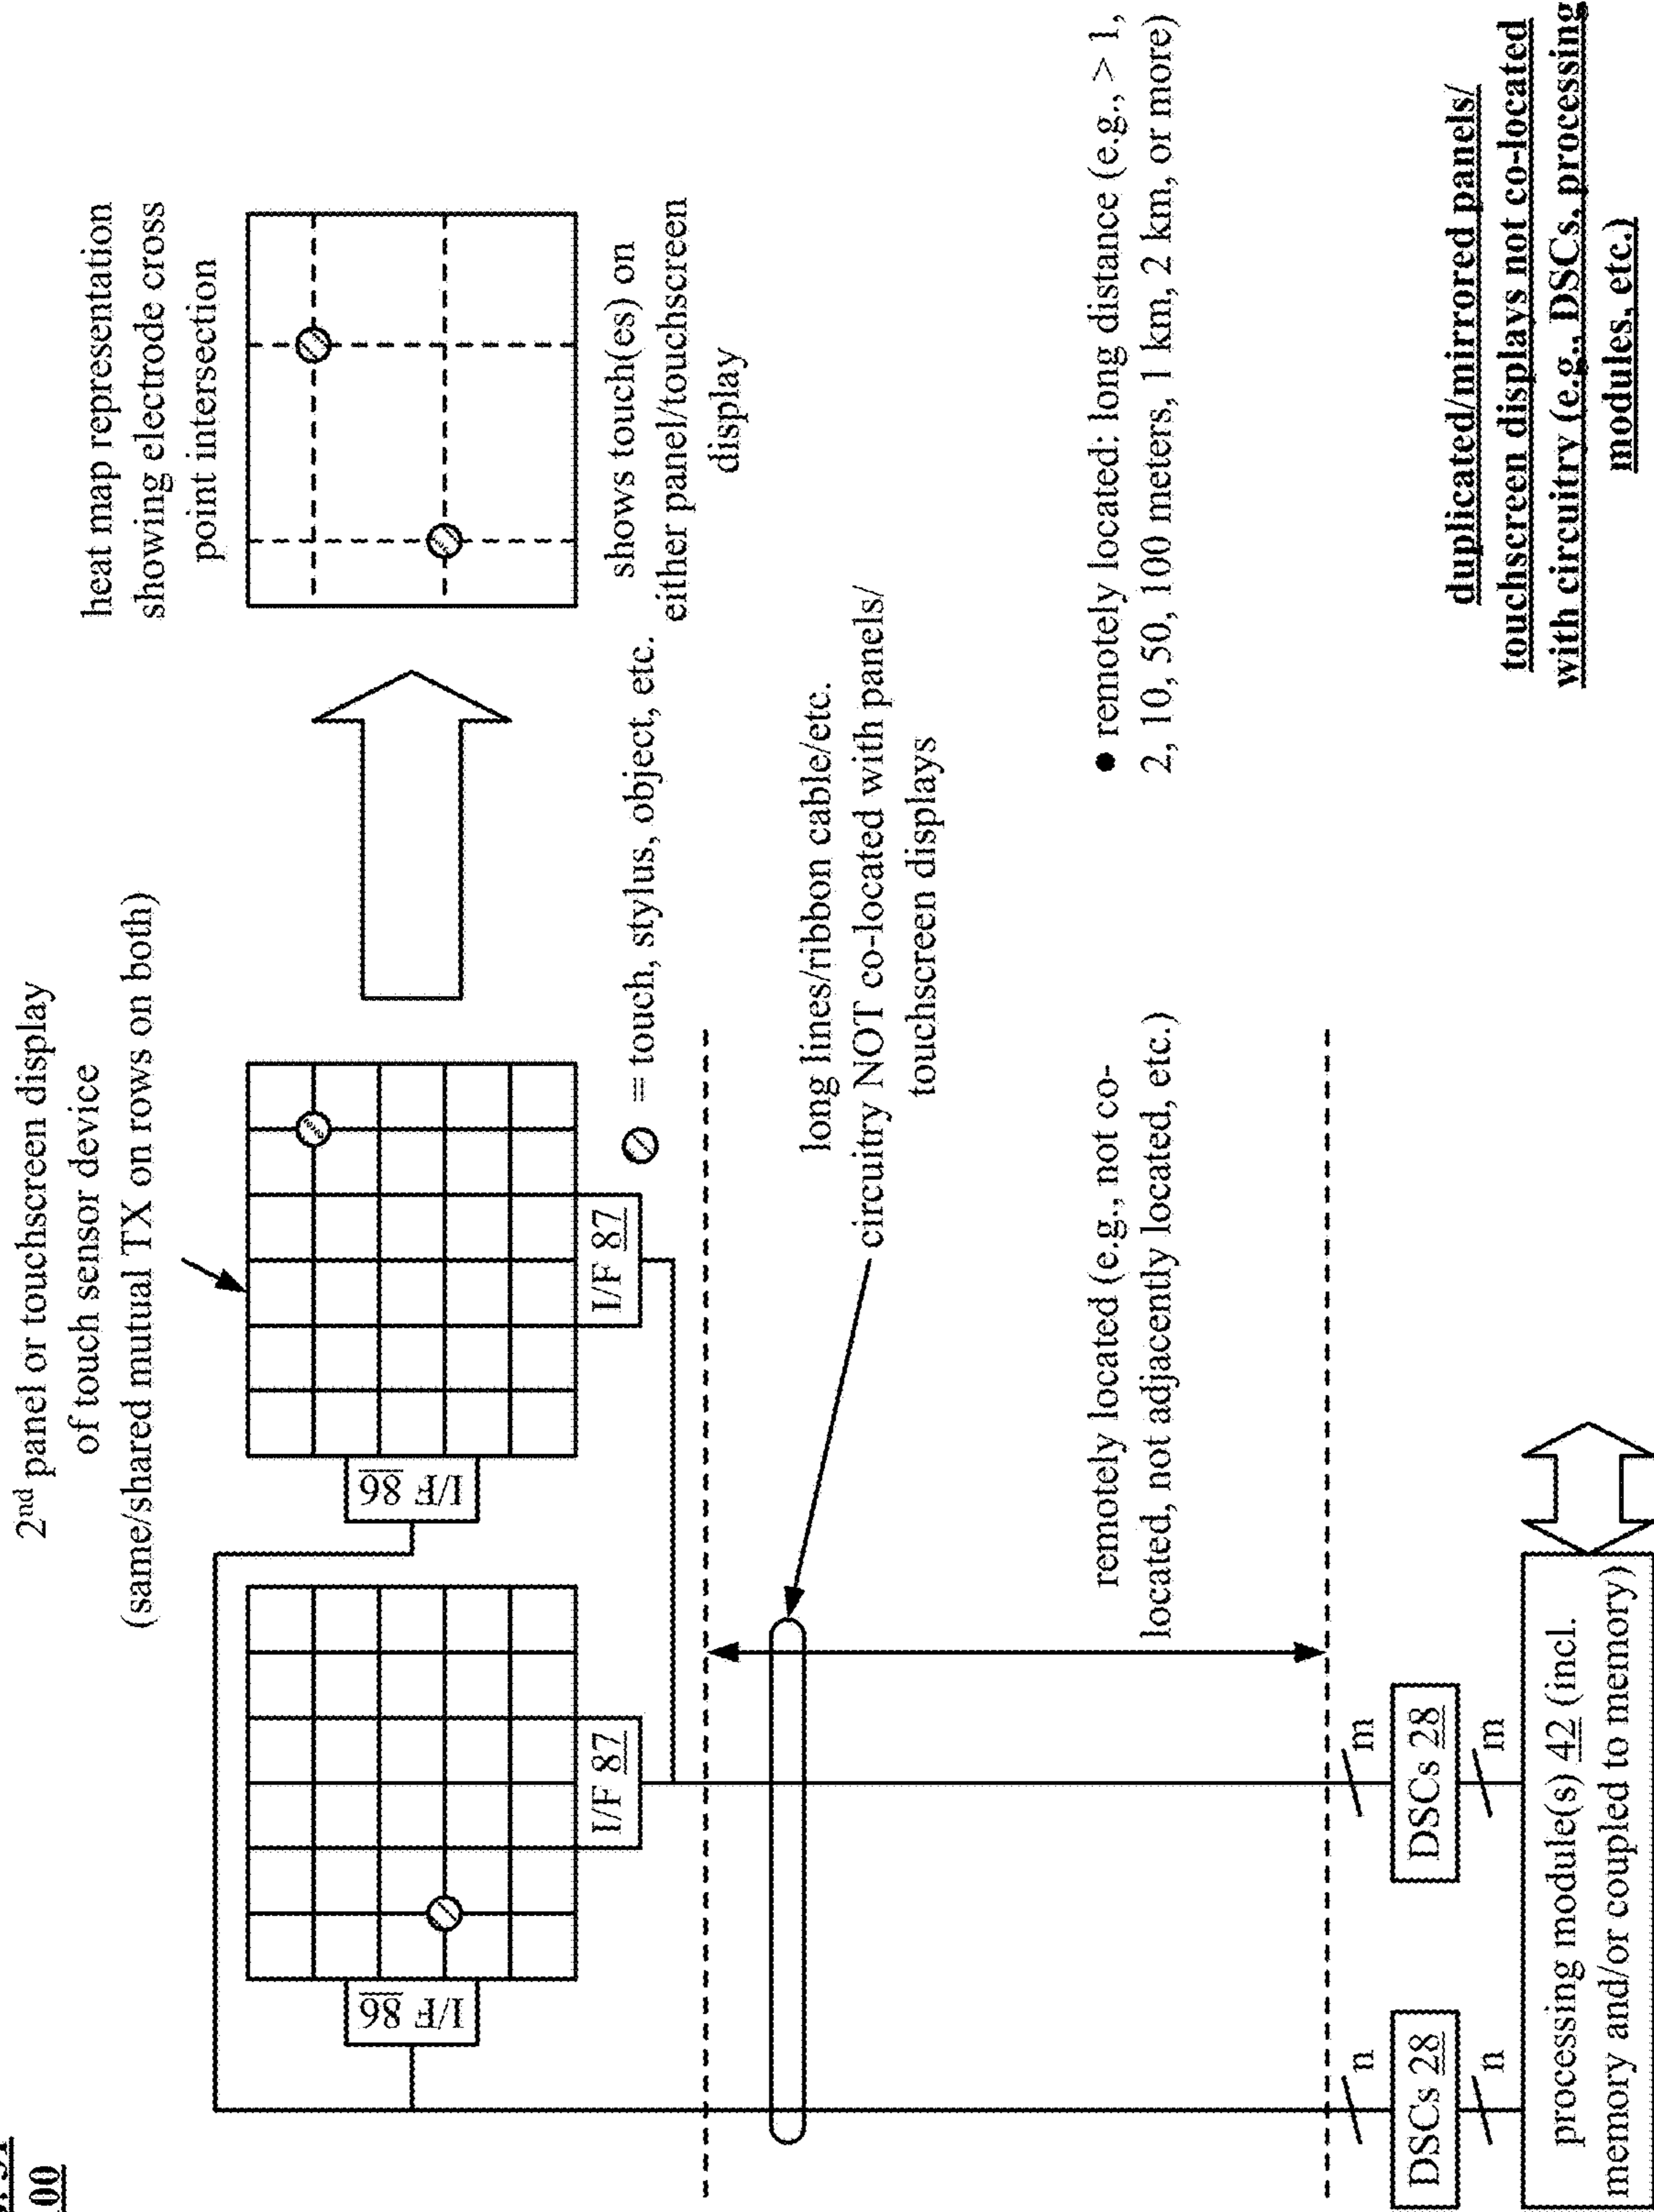 2nd panel or touchscreen display
of touch sensor device
(same/shared mutual TX on rows on both)
heat map representation
showing electrode cross
point intersection
I/F 86
I/F 86
I/F 87
I/F 87
= touch, stylus, object, etc.
shows touch(es) on
either panel/touchscreen
display
long lines/ribbon cable/etc.
circuitry NOT co-located with panels/
touchscreen displays
remotely located (e.g., not co-
located, not adjacently located, etc.)
• remotely located: long distance (e.g., > 1,
2, 10, 50, 100 meters, 1 km, 2 km, or more)
n
m
DSCs 28
DSCs 28
n
m
processing module(s) 42 (incl.
memory and/or coupled to memory)
duplicated/mirrored panels/
touchscreen displays not co-located
with circuitry (e.g., DSCs, processing
modules, etc.)